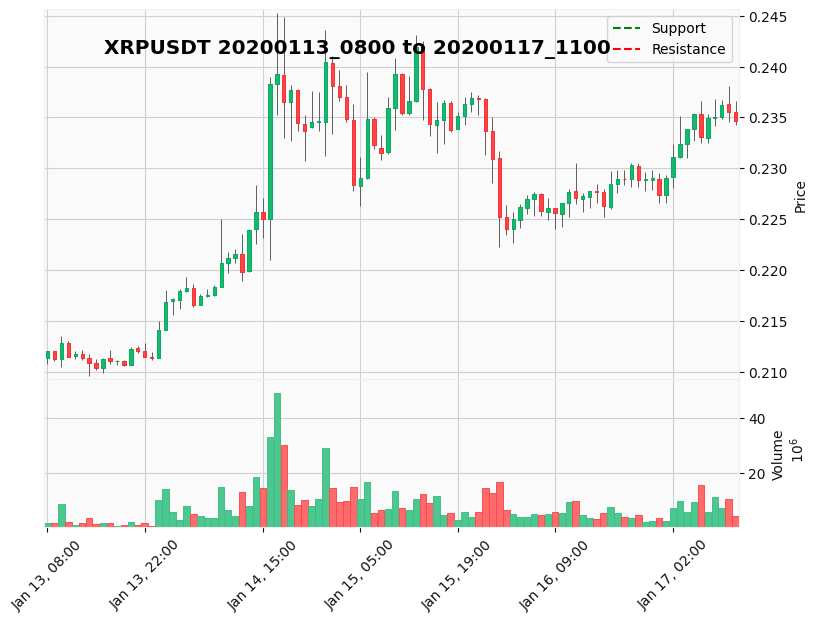 XRPUSDT 20200113_0800 to 20200117_1100
Support
Resistance
0.245
0.240
0.235
0.230
0.225
0.220
0.215
0.210
Price
40
20
Volume
10^6
Jan 13, 08:00
Jan 13, 22:00
Jan 14, 15:00
Jan 15, 05:00
Jan 15, 19:00
Jan 16, 09:00
Jan 17, 02:00